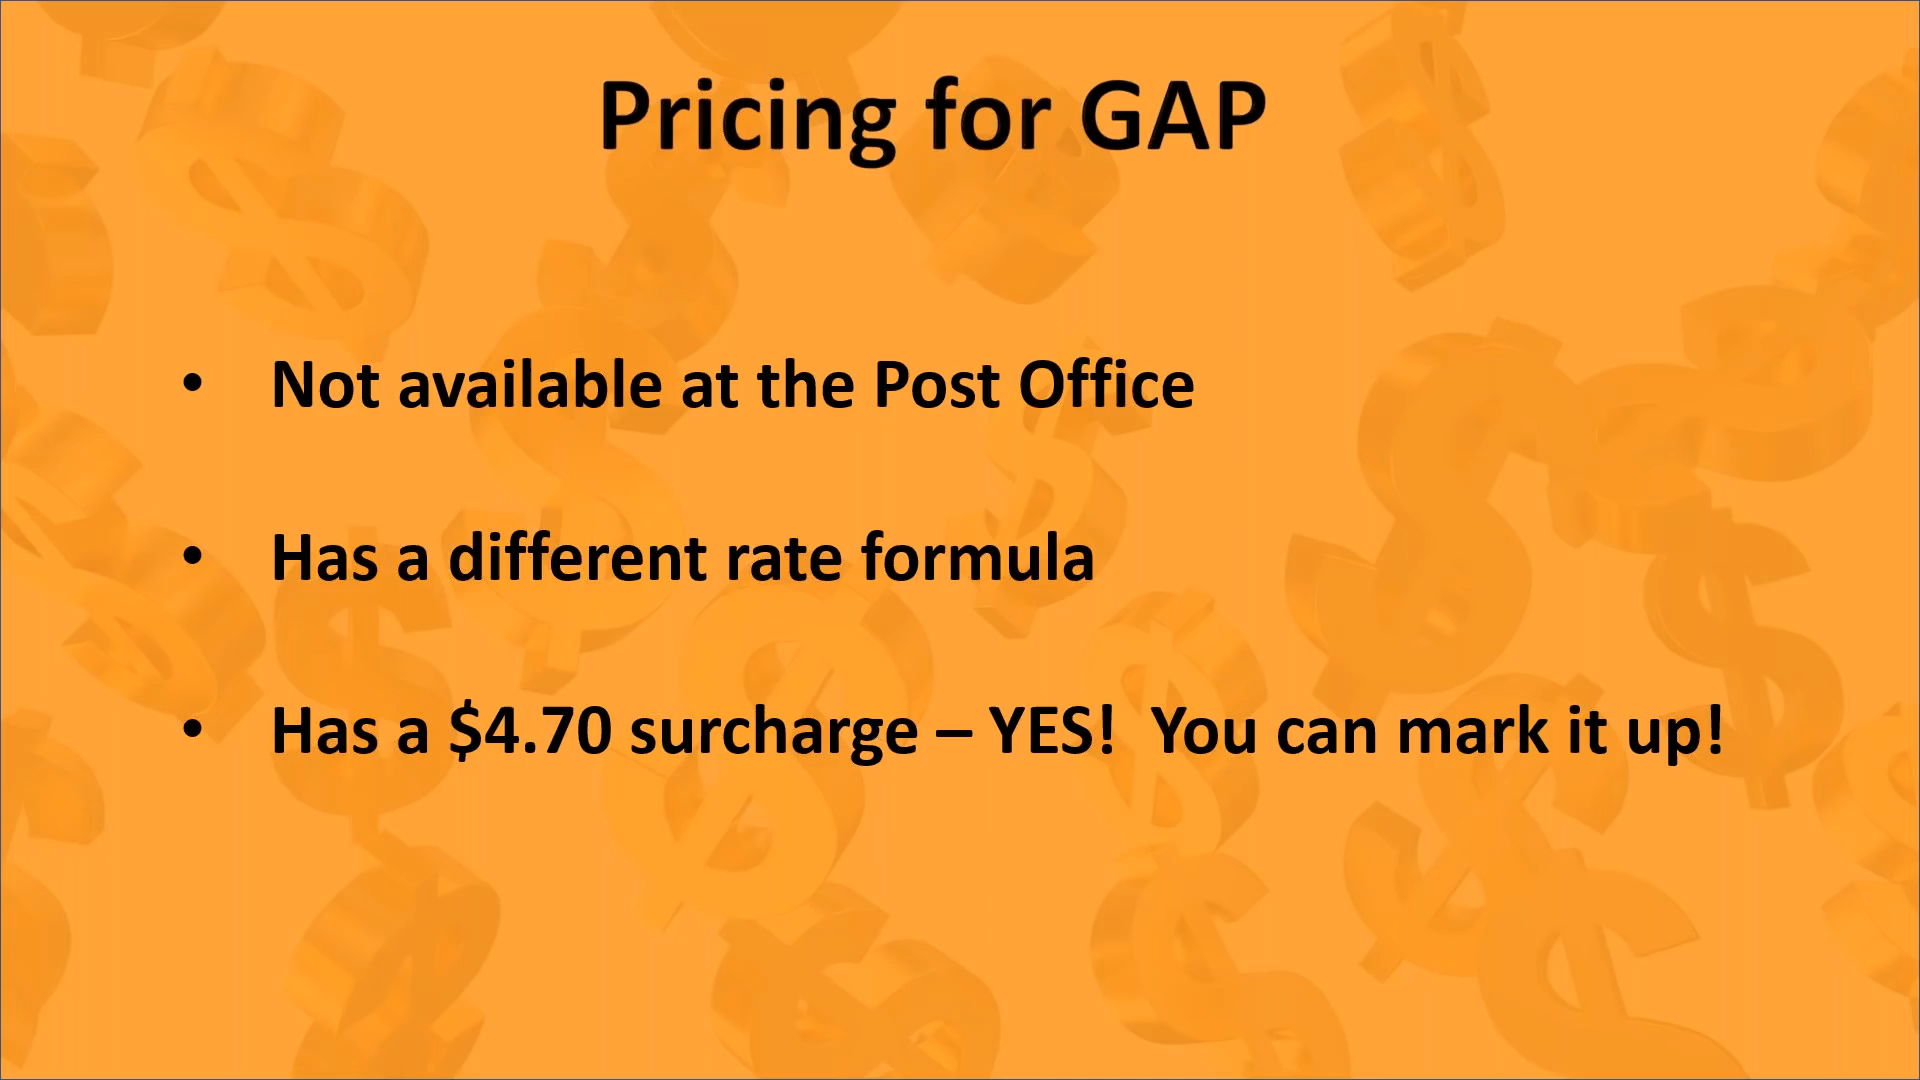 Pricing for GAP
• Not available at the Post Office
• Has a different rate formula
• Has a $4.70 surcharge – YES!  You can mark it up!